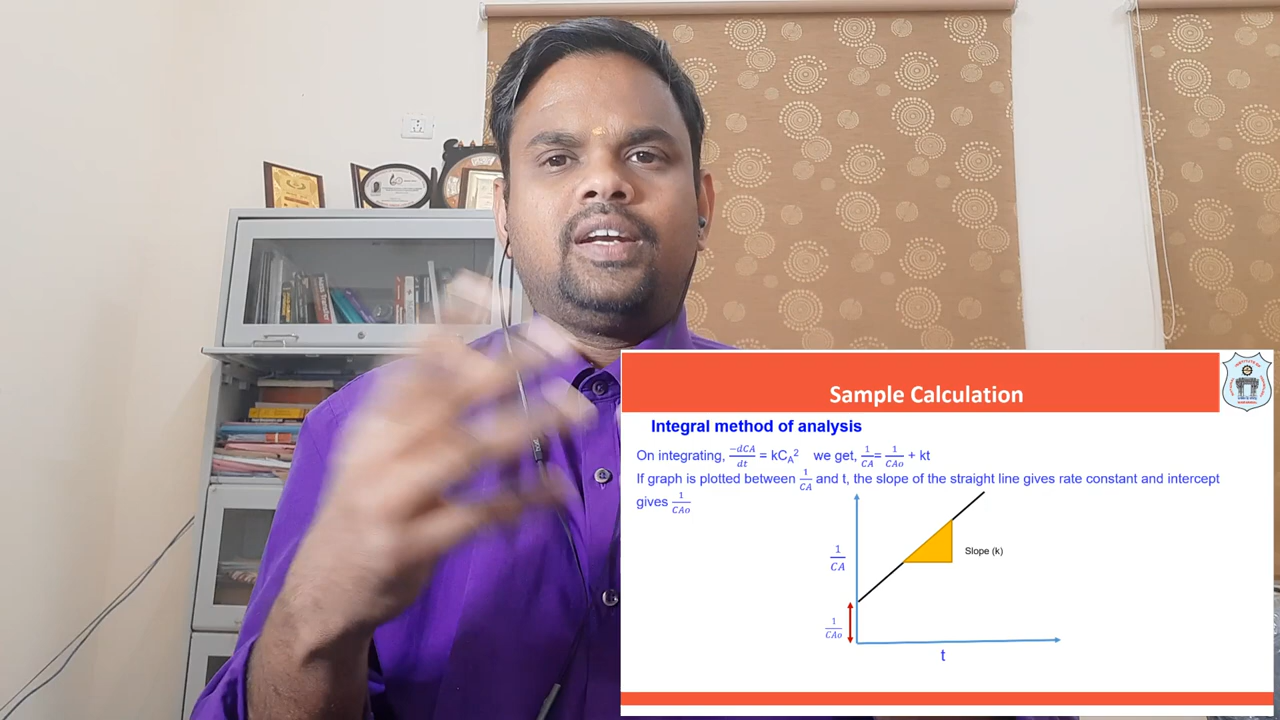 Sample Calculation
Integral method of analysis
On integrating, −dCA/dt = kC_A² we get, 1/CA = 1/CAo + kt
If graph is plotted between 1/CA and t, the slope of the straight line gives rate constant and intercept
gives 1/CAo
1/CA
Slope (k)
1/CAo
t